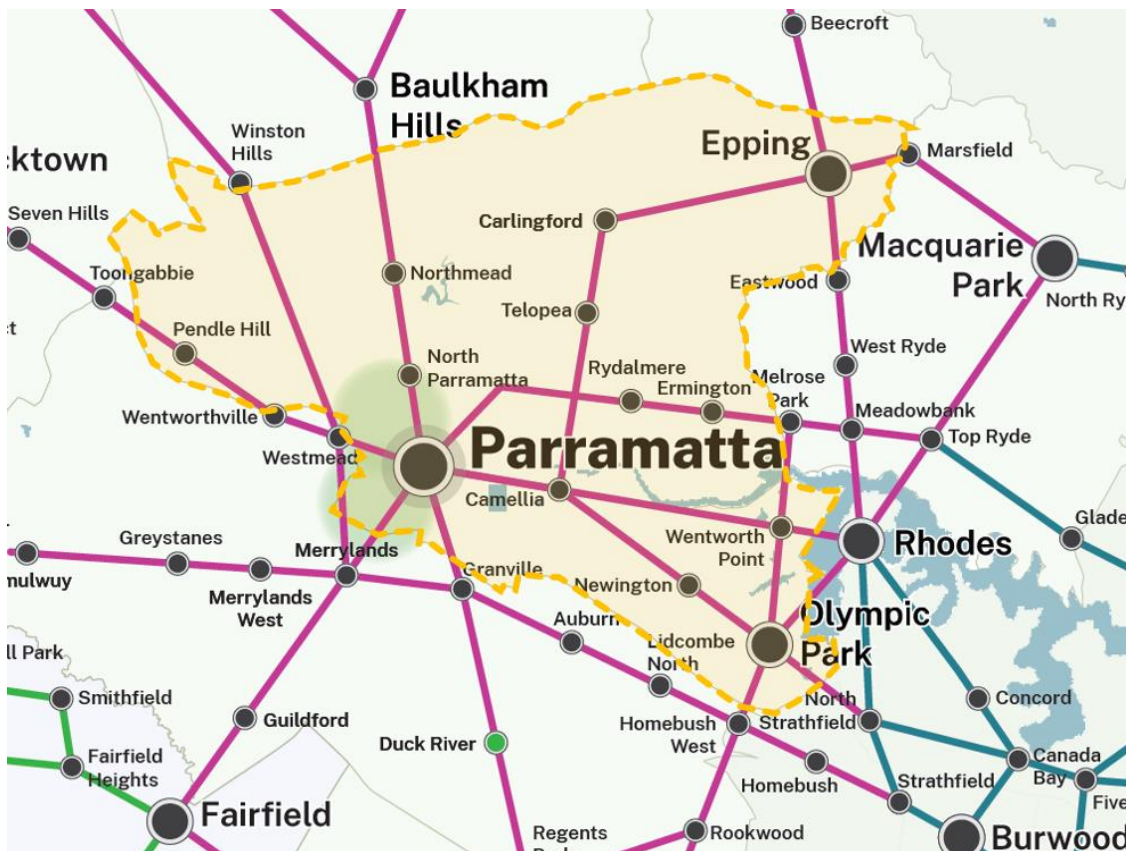 Beecroft
Baulkham
Hills
Winston
Hills
cktown
Epping
Marsfield
Seven Hills
Carlingford
Macquarie
Park
Toongabbie
Northmead
Eastwood
North Ry
ct
Telopea
Pendle Hill
West Ryde
North
Parramatta
Rydalmere
Ermington
Melrose
Park
Wentworthville
Meadowbank
Top Ryde
Parramatta
Westmead
Camellia
Glade
Greystanes
Merrylands
Wentworth
Point
Rhodes
mulwuy
Merrylands
West
Granville
Newington
Auburn
Lidcombe
North
Olympic
Park
ll Park
Smithfield
Guildford
Duck River
Homebush
West
North
Strathfield
Concord
Fairfield
Heights
Canada
Bay
Homebush
Strathfield
Five
Fairfield
Regents
Rookwood
Burwood